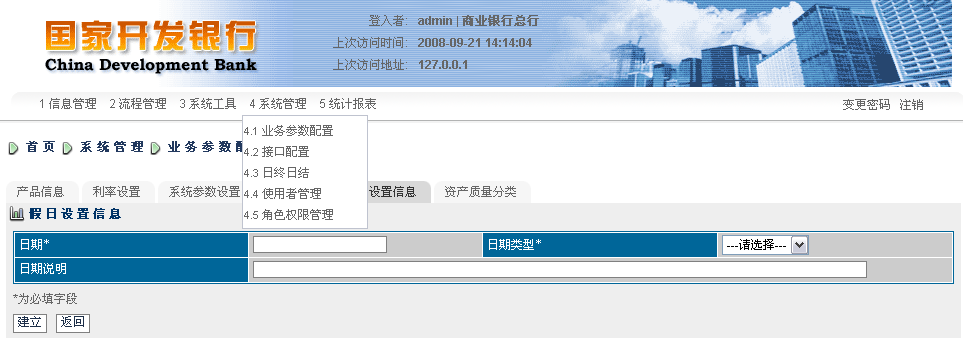 国家开发银行
China Development Bank
登入者: admin | 商业银行总行
上次访问时间: 2008-09-21 14:14:04
上次访问地址: 127.0.0.1
1 信息管理 2 流程管理 3 系统工具 4 系统管理 5 统计报表 变更密码 注销
4.1 业务参数配置
4.2 接口配置
4.3 日终日结
4.4 使用者管理
4.5 角色权限管理
首页 系统管理 业务参数
产品信息 利率设置 系统参数设置 设置信息 资产质量分类
假日设置信息
日期* 日期类型* ---请选择---
日期说明
*为必填字段
建立 返回